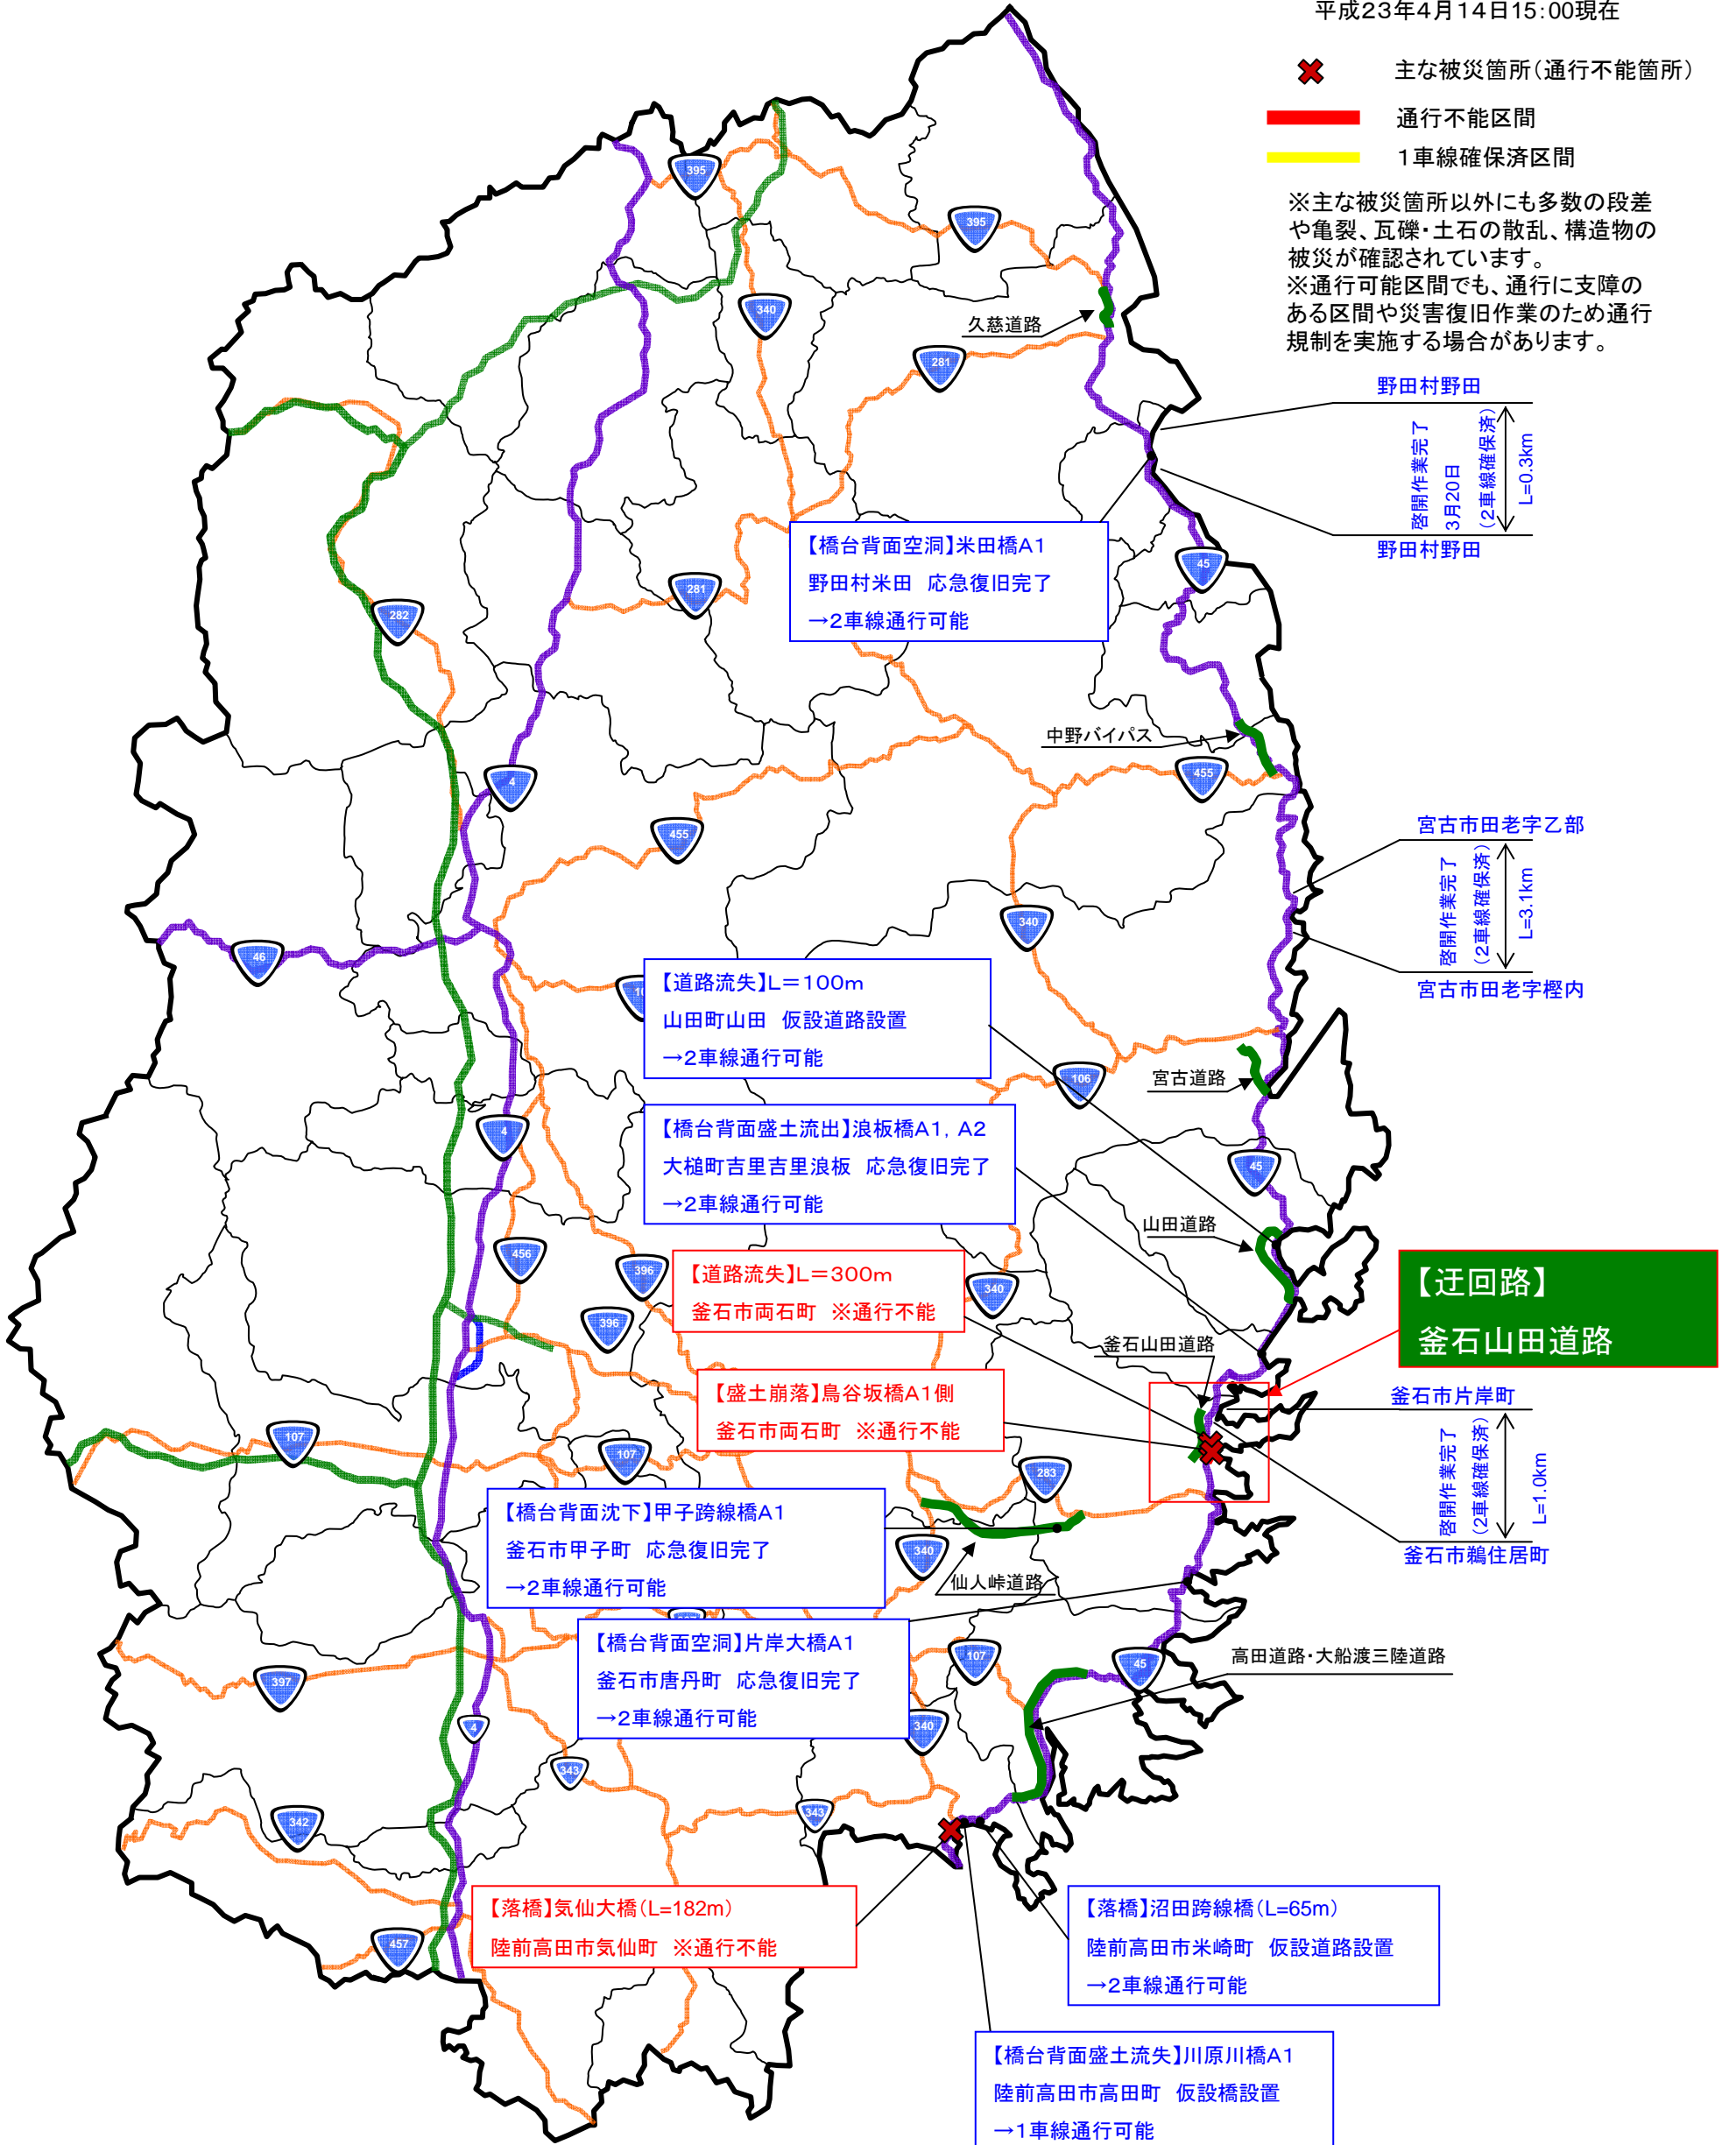 平成23年4月14日15:00現在
主な被災箇所(通行不能箇所)
通行不能区間
1車線確保済区間
※主な被災箇所以外にも多数の段差
や亀裂、瓦礫・土石の散乱、構造物の
被災が確認されています。
※通行可能区間でも、通行に支障の
ある区間や災害復旧作業のため通行
規制を実施する場合があります。
395
395
340
久慈道路
281
野田村野田
啓開作業完了
3月20日
(2車線確保済)
L=0.3km
野田村野田
【橋台背面空洞】米田橋A1
野田村米田 応急復旧完了
→2車線通行可能
45
281
282
中野バイパス
4
455
455
宮古市田老字乙部
啓開作業完了
(2車線確保済)
L=3.1km
宮古市田老字樫内
340
46
【道路流失】L=100m
山田町山田 仮設道路設置
→2車線通行可能
106
宮古道路
4
【橋台背面盛土流出】浪板橋A1, A2
大槌町吉里吉里浪板 応急復旧完了
→2車線通行可能
45
山田道路
456
396
340
【道路流失】L=300m
釜石市両石町 ※通行不能
396
【迂回路】
釜石山田道路
釜石山田道路
【盛土崩落】鳥谷坂橋A1側
釜石市両石町 ※通行不能
釜石市片岸町
啓開作業完了
(2車線確保済)
L=1.0km
釜石市鵜住居町
107
107
283
【橋台背面沈下】甲子跨線橋A1
釜石市甲子町 応急復旧完了
→2車線通行可能
340
仙人峠道路
【橋台背面空洞】片岸大橋A1
釜石市唐丹町 応急復旧完了
→2車線通行可能
107
45
高田道路・大船渡三陸道路
397
4
340
343
343
342
【落橋】気仙大橋(L=182m)
陸前高田市気仙町 ※通行不能
【落橋】沼田跨線橋(L=65m)
陸前高田市米崎町 仮設道路設置
→2車線通行可能
457
【橋台背面盛土流失】川原川橋A1
陸前高田市高田町 仮設橋設置
→1車線通行可能